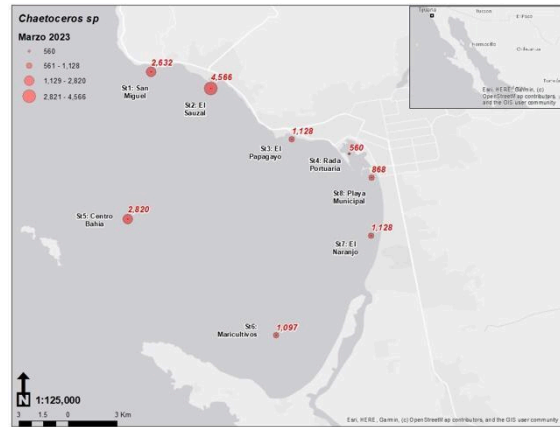 Chaetoceros sp
Marzo 2023
560
561 - 1,128
1,129 - 2,820
2,821 - 4,566
2,632
St1: San
Miguel
4,566
St2: El
Sauzal
1,128
St3: El
Papagayo
560
St4: Rada
Portuaria
868
St8: Playa
Municipal
2,820
St5: Centro
Bahía
1,128
St7: El
Naranjo
1,097
St6:
Maricultivos
N
1:125,000
3 1.5 0 3 Km
Tijuana
Hermosillo
Chihuahua
Esri, HERE, Garmin, (c)
OpenStreetMap contributors,
and the GIS user community
Esri, HERE, Garmin, (c) OpenStreetMap contributors, and the GIS user community